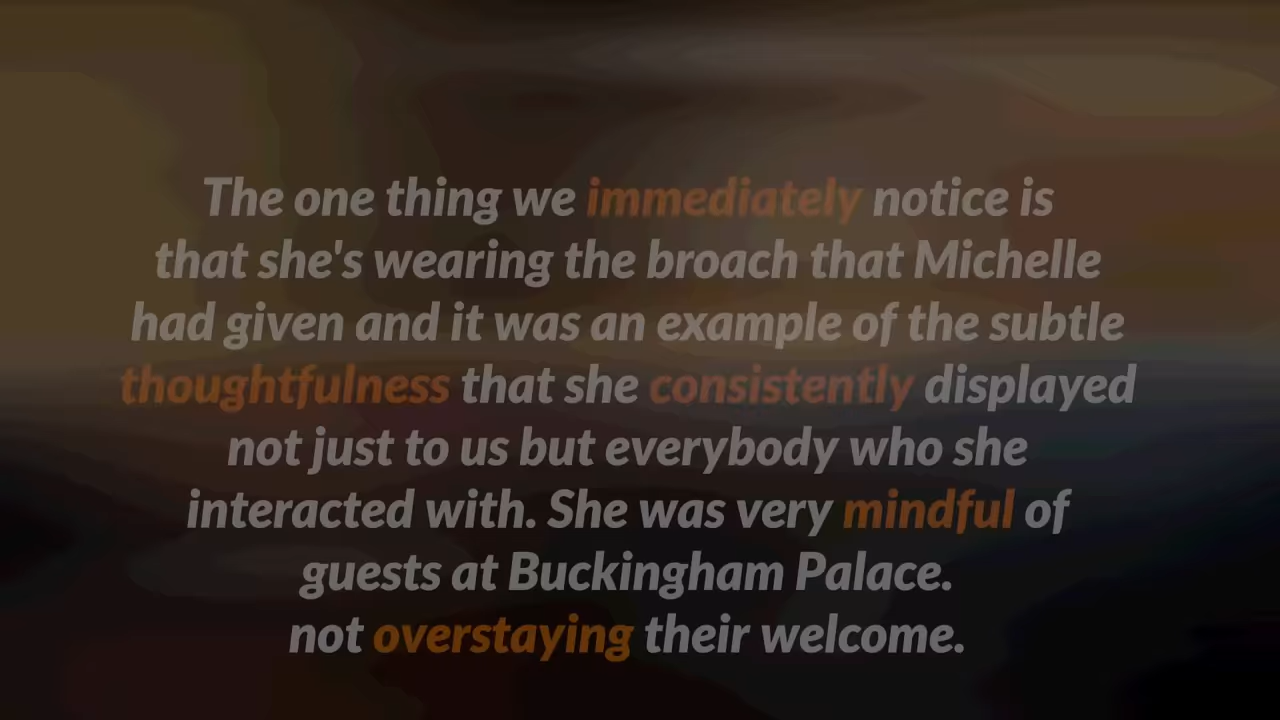 The one thing we immediately notice is
that she's wearing the broach that Michelle
had given and it was an example of the subtle
thoughtfulness that she consistently displayed
not just to us but everybody who she
interacted with. She was very mindful of
guests at Buckingham Palace.
not overstaying their welcome.